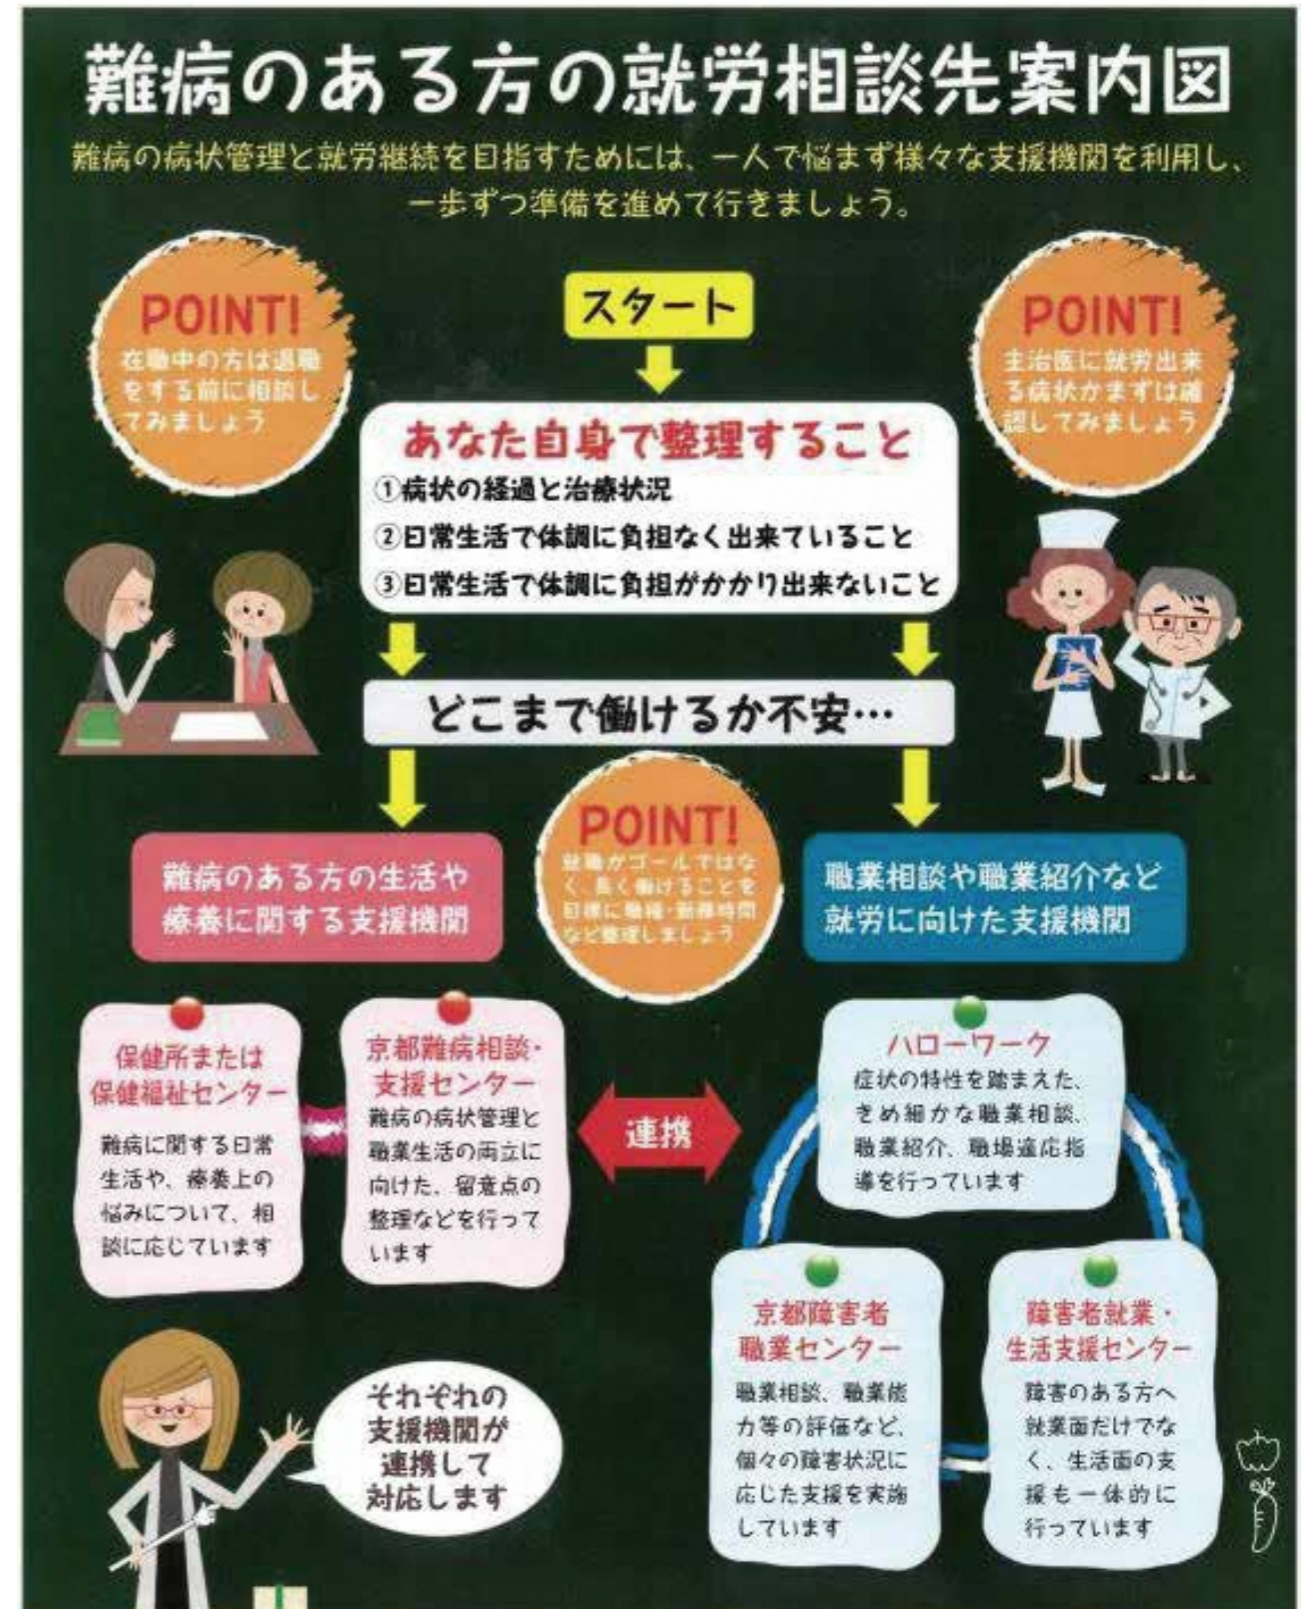 難病のある方の就労相談先案内図
難病の病状管理と就労継続を目指すためには、一人で悩まず様々な支援機関を利用し、
一歩ずつ準備を進めて行きましょう。
POINT!
在職中の方は退職
をする前に相談し
てみましょう
スタート
POINT!
主治医に就労出来
る病状かまずは確
認してみましょう
あなた自身で整理すること
①病状の経過と治療状況
②日常生活で体調に負担なく出来ていること
③日常生活で体調に負担がかかり出来ないこと
どこまで働けるか不安…
難病のある方の生活や
療養に関する支援機関
POINT!
就職がゴールではな
く、長く働けることを
目標に職種・勤務時間
など整理しましょう
職業相談や職業紹介など
就労に向けた支援機関
保健所または
保健福祉センター
難病に関する日常
生活や、療養上の
悩みについて、相
談に応じています
京都難病相談・
支援センター
難病の病状管理と
職業生活の両立に
向けた、留意点の
整理などを行って
います
連携
ハローワーク
症状の特性を踏まえた、
きめ細かな職業相談、
職業紹介、職場適応指
導を行っています
京都障害者
職業センター
職業相談、職業能
力等の評価など、
個々の障害状況に
応じた支援を実施
しています
障害者就業・
生活支援センター
障害のある方へ
就業面だけでな
く、生活面の支
援も一体的に
行っています
それぞれの
支援機関が
連携して
対応します